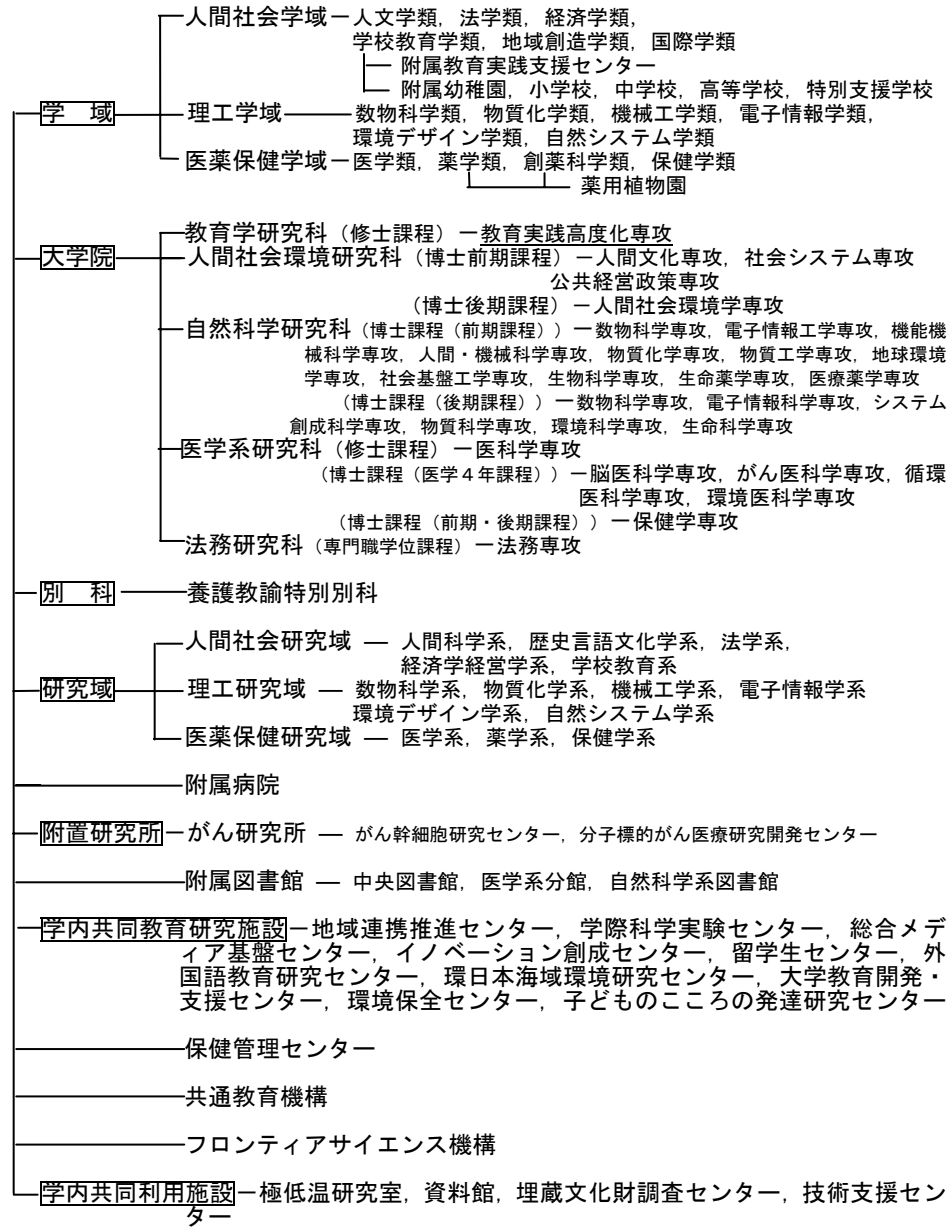 人間社会学域－人文学類，法学類，経済学類，
学校教育学類，地域創造学類，国際学類
附属教育実践支援センター
附属幼稚園，小学校，中学校，高等学校，特別支援学校
学　域　理工学域　数物科学類，物質化学類，機械工学類，電子情報学類，
環境デザイン学類，自然システム学類
医薬保健学域－医学類，薬学類，創薬科学類，保健学類
薬用植物園
教育学研究科（修士課程）－教育実践高度化専攻
大学院　人間社会環境研究科（博士前期課程）－人間文化専攻，社会システム専攻
公共経営政策専攻
（博士後期課程）－人間社会環境学専攻
自然科学研究科（博士課程（前期課程））－数物科学専攻，電子情報工学専攻，機能機
械科学専攻，人間・機械科学専攻，物質化学専攻，物質工学専攻，地球環境
学専攻，社会基盤工学専攻，生物科学専攻，生命薬学専攻，医療薬学専攻
（博士課程（後期課程））－数物科学専攻，電子情報科学専攻，システム
創成科学専攻，物質科学専攻，環境科学専攻，生命科学専攻
医学系研究科（修士課程）－医科学専攻
（博士課程（医学４年課程））－脳医科学専攻，がん医科学専攻，循環
医科学専攻，環境医科学専攻
（博士課程（前期・後期課程））－保健学専攻
法務研究科（専門職学位課程）－法務専攻
別　科　養護教諭特別別科
人間社会研究域 ― 人間科学系，歴史言語文化学系，法学系，
経済学経営学系，学校教育系
研究域　理工研究域 ― 数物科学系，物質化学系，機械工学系，電子情報学系
環境デザイン学系，自然システム学系
医薬保健研究域 ― 医学系，薬学系，保健学系
附属病院
附置研究所－がん研究所 ― がん幹細胞研究センター，分子標的がん医療研究開発センター
附属図書館 ― 中央図書館，医学系分館，自然科学系図書館
学内共同教育研究施設－地域連携推進センター，学際科学実験センター，総合メデ
ィア基盤センター，イノベーション創成センター，留学生センター，外
国語教育研究センター，環日本海域環境研究センター，大学教育開発・
支援センター，環境保全センター，子どものこころの発達研究センター
保健管理センター
共通教育機構
フロンティアサイエンス機構
学内共同利用施設－極低温研究室，資料館，埋蔵文化財調査センター，技術支援セン
ター